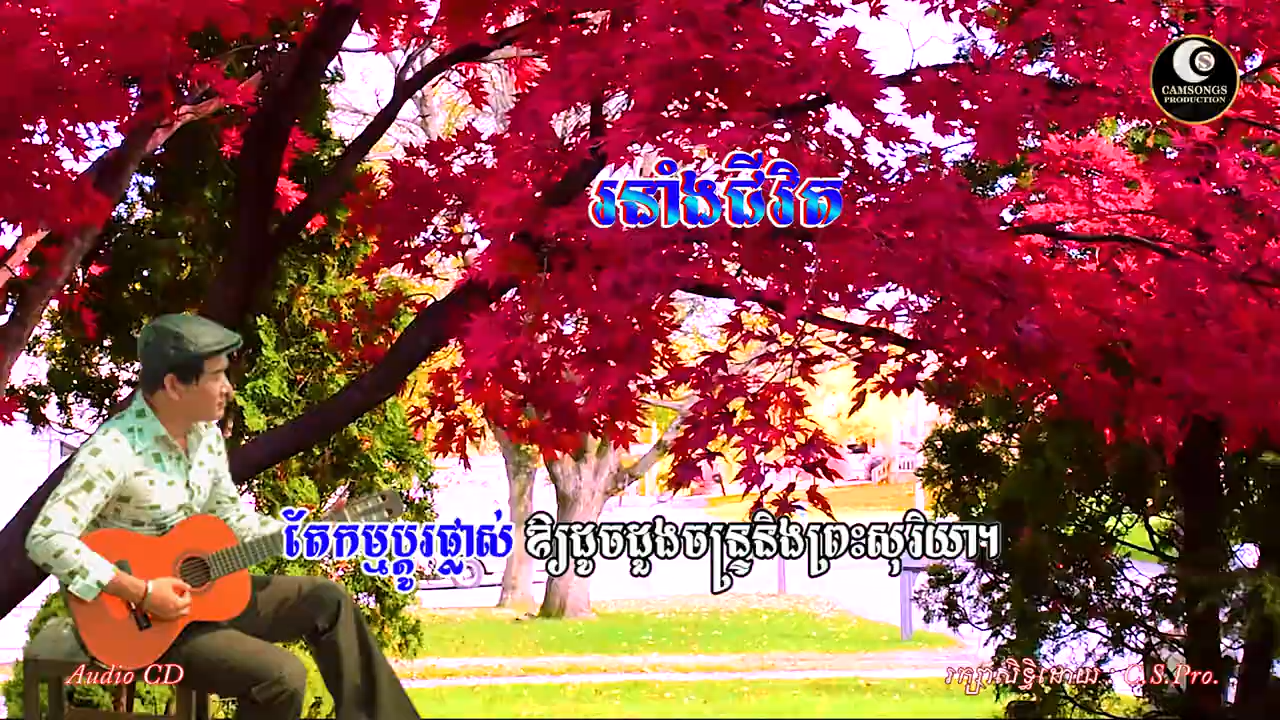 CAMSONGS
PRODUCTION
រនាំងជីវិត
តែកម្មប្ដូរផ្លាស់ ឱ្យដូចដួងចន្ទ្រនិងព្រះសុរិយា។
Audio CD
រក្សាសិទ្ធិដោយ : C.S.Pro.